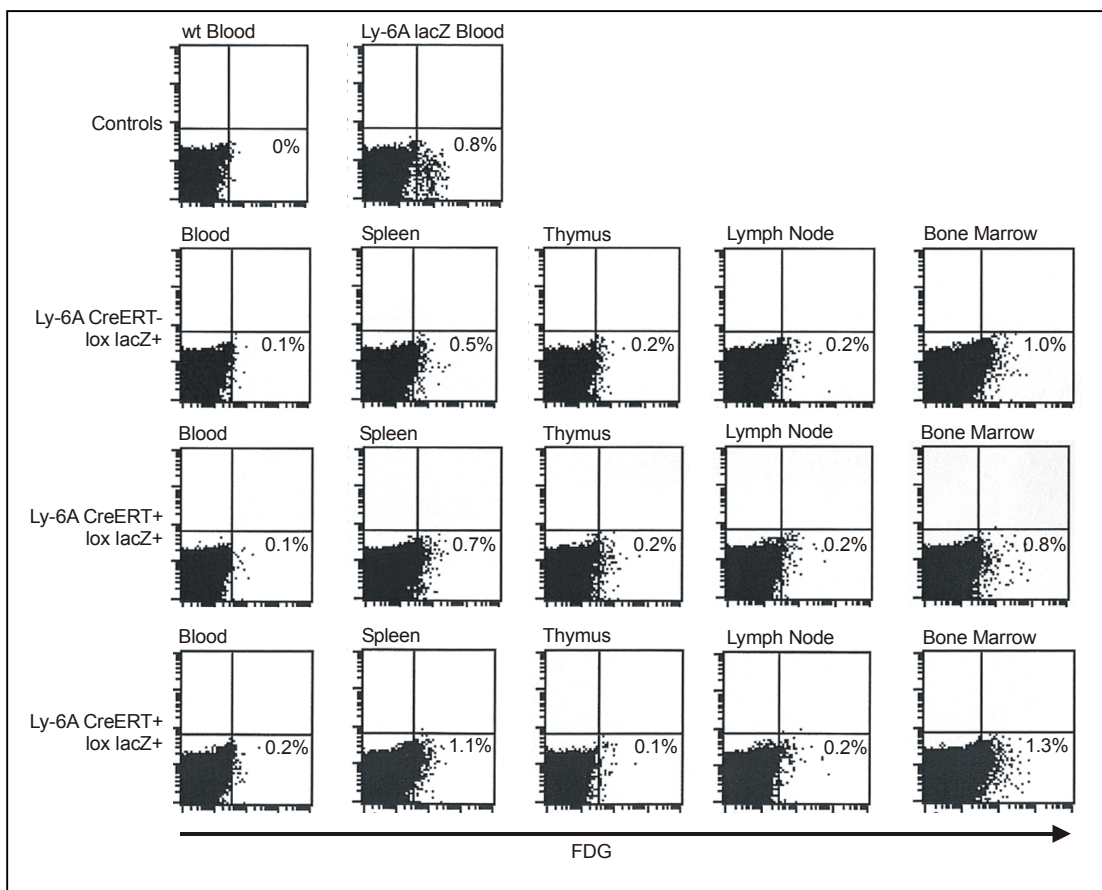 wt Blood
Ly-6A lacZ Blood
Controls
0%
0.8%
Blood
Spleen
Thymus
Lymph Node
Bone Marrow
Ly-6A CreERT-
lox lacZ+
0.1%
0.5%
0.2%
0.2%
1.0%
Blood
Spleen
Thymus
Lymph Node
Bone Marrow
Ly-6A CreERT+
lox lacZ+
0.1%
0.7%
0.2%
0.2%
0.8%
Blood
Spleen
Thymus
Lymph Node
Bone Marrow
Ly-6A CreERT+
lox lacZ+
0.2%
1.1%
0.1%
0.2%
1.3%
FDG